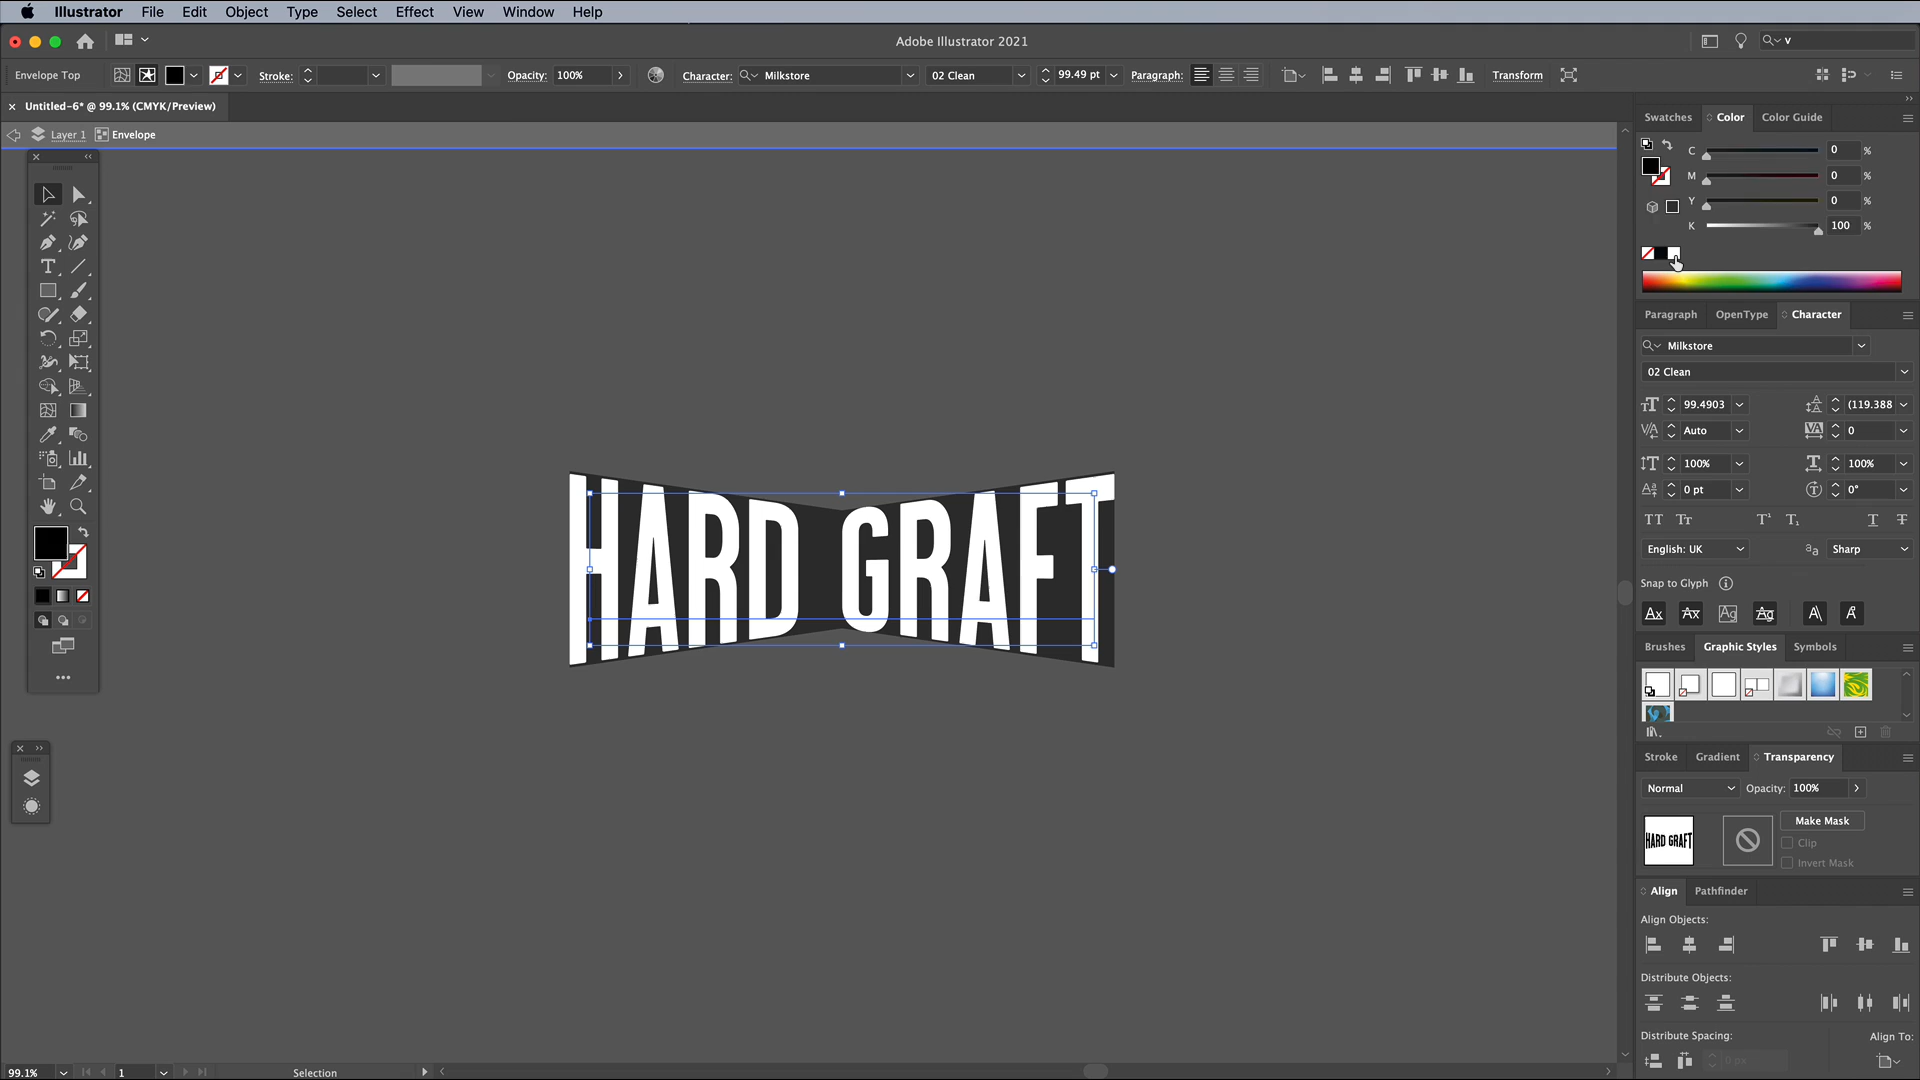 Illustrator File Edit Object Type Select Effect View Window Help
Adobe Illustrator 2021
v
Envelope Top Stroke: Opacity: 100% Character: Milkstore 02 Clean 99.49 pt Paragraph: Transform
Untitled-6* @ 99.1% (CMYK/Preview)
Layer 1 Envelope
Swatches Color Color Guide
C 0 %
M 0 %
Y 0 %
K 100 %
Paragraph OpenType Character
Milkstore
02 Clean
99.4903 (119.388
Auto 0
100% 100%
0 pt 0°
English: UK Sharp
Snap to Glyph
Brushes Graphic Styles Symbols
Stroke Gradient Transparency
Normal Opacity: 100%
Make Mask
Clip
Invert Mask
HARD GRAFT
HARD GRAFT
Align Pathfinder
Align Objects:
Distribute Objects:
Distribute Spacing: Align To:
0 px
99.1% 1 Selection